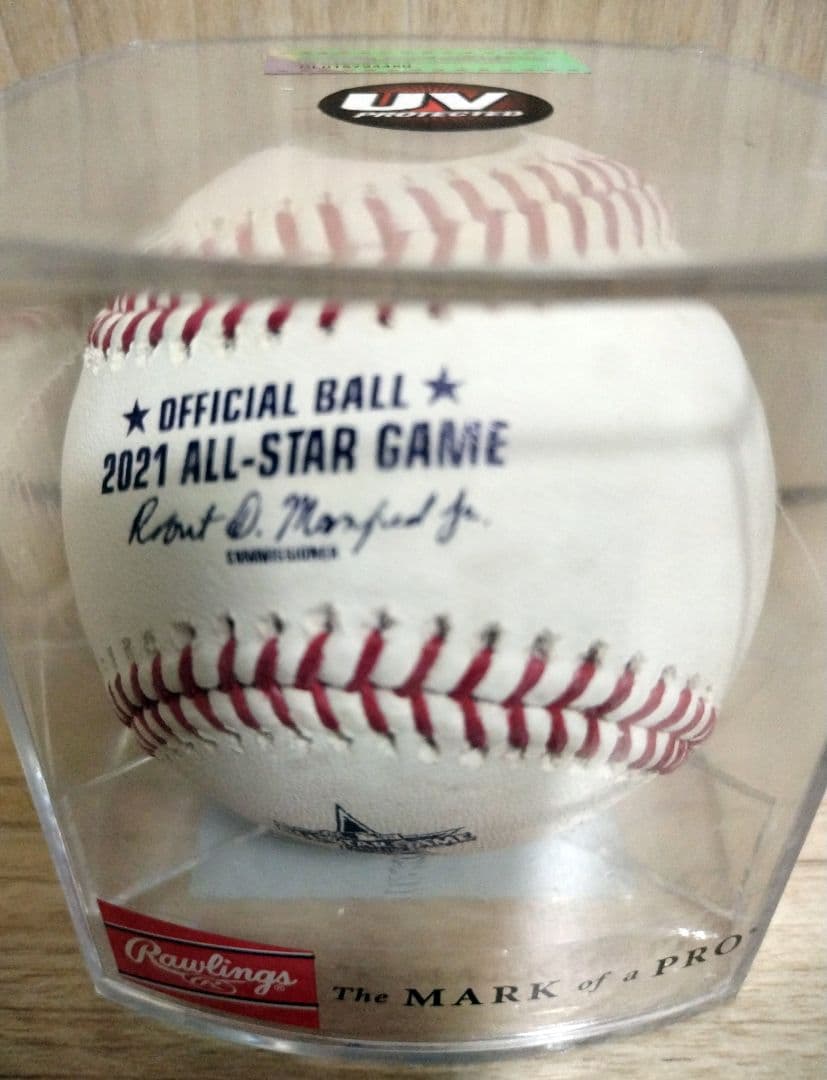 UV
PROTECTED
★ OFFICIAL BALL ★
2021 ALL-STAR GAME
Robert D. Manfred Jr.
COMMISSIONER
Rawlings®
The MARK of a PRO®